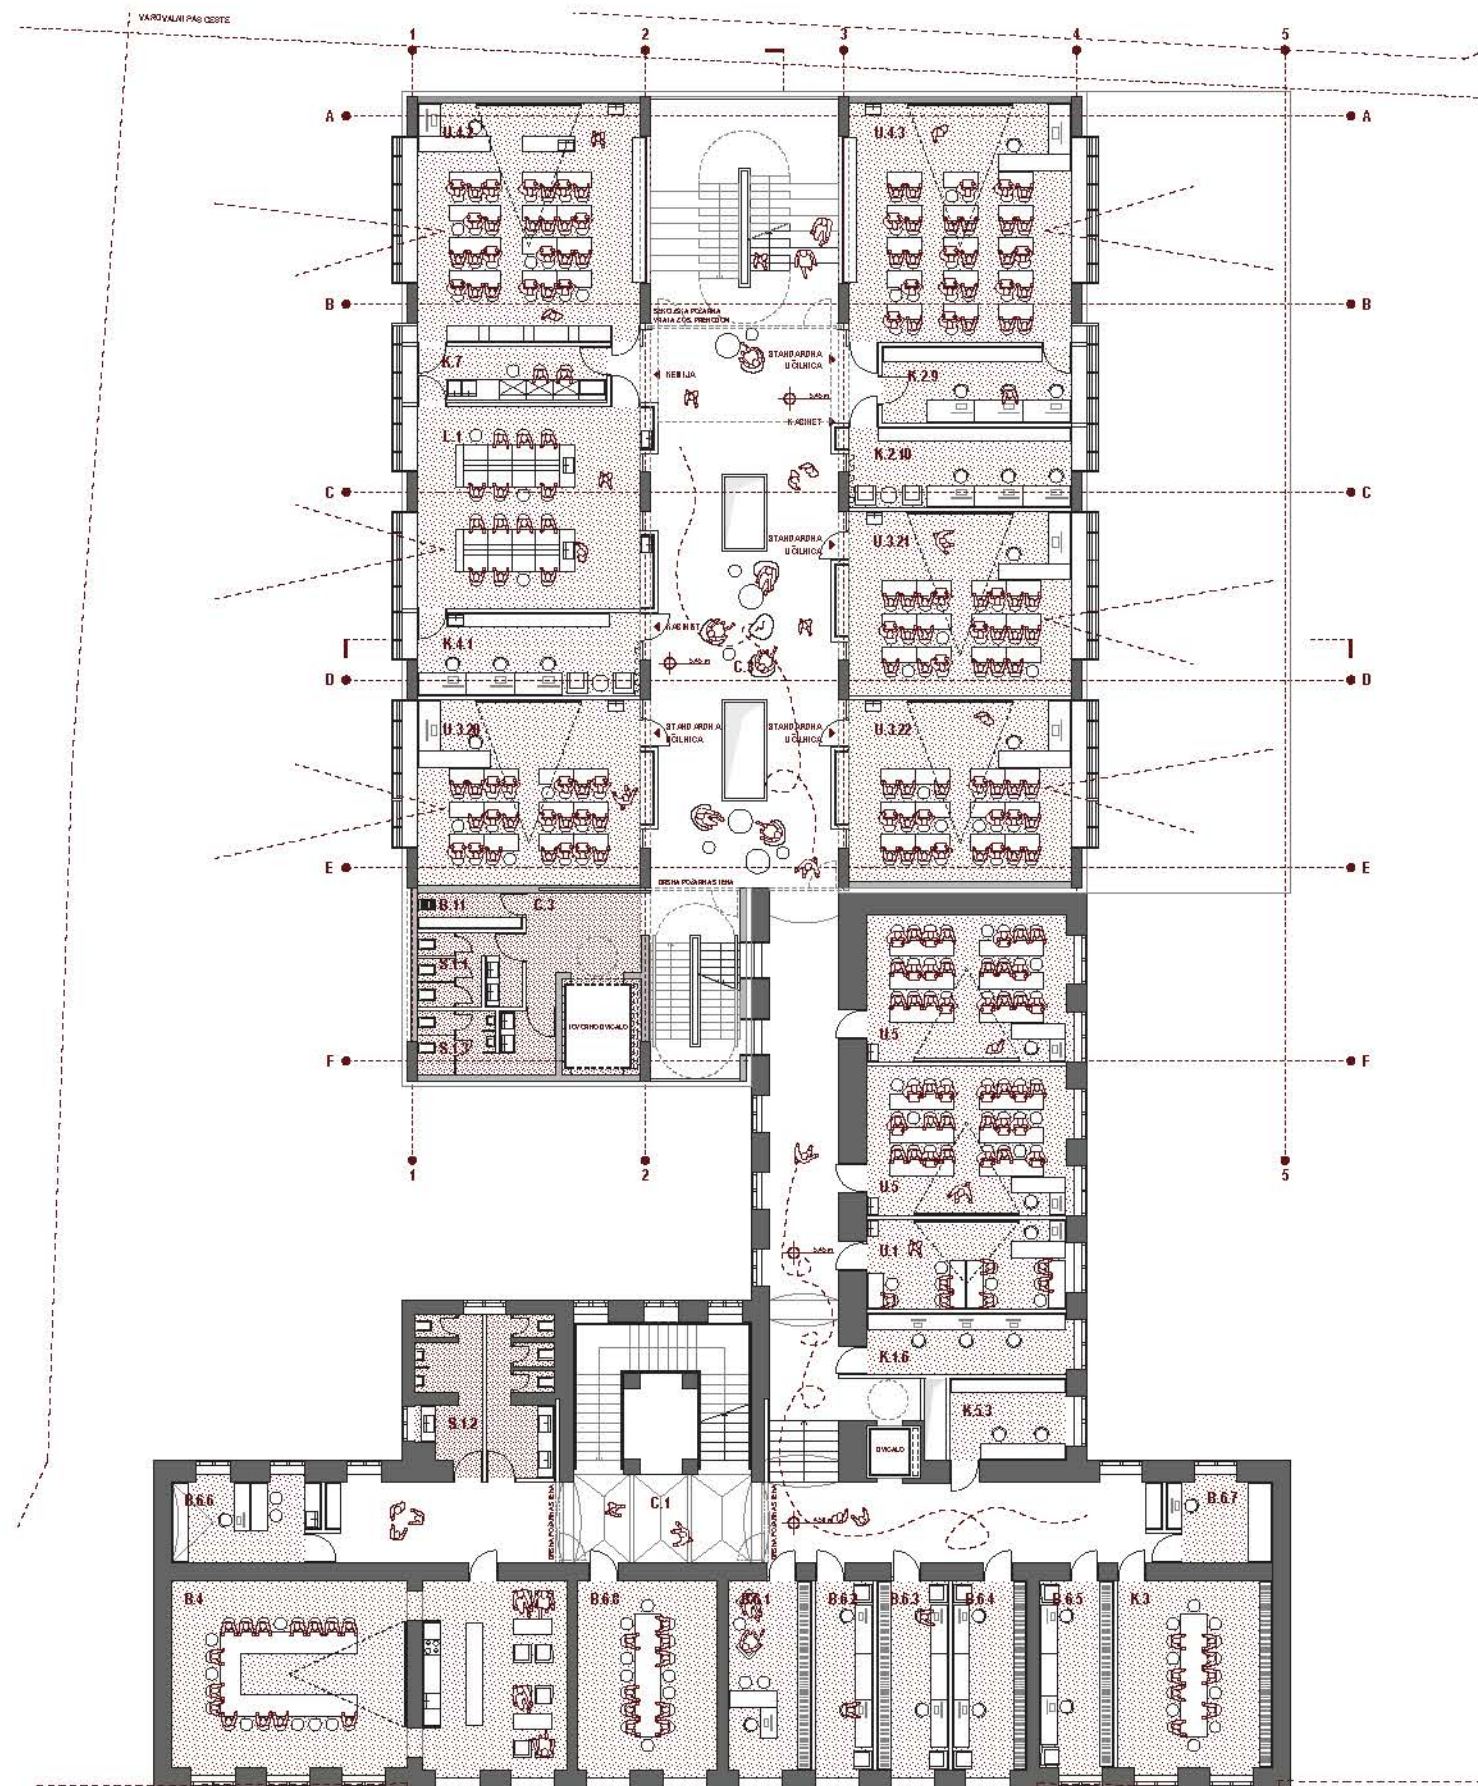 VAROVALNI PAS CESTE
1
2
3
4
5
A
A
U.4.2
U.4.3
B
B
STANDARDNA
UČILNICA
K.7
KEMIJA
K.2.9
KABINET
L.1
K.2.10
C
C
STANDARDNA
UČILNICA
U.3.21
KABINET
K.4.1
D
D
U.3.20
STANDARDNA
UČILNICA
STANDARDNA
UČILNICA
U.3.22
E
E
B.11
C.3
S.1.1
U.5
F
F
1
2
5
U.5
U.1
K.1.6
K.5.3
S.1.2
DVIGALO
B.6.6
C.1
B.6.7
B.4
B.6.8
B.6.2
B.6.3
B.6.4
B.6.5
K.3